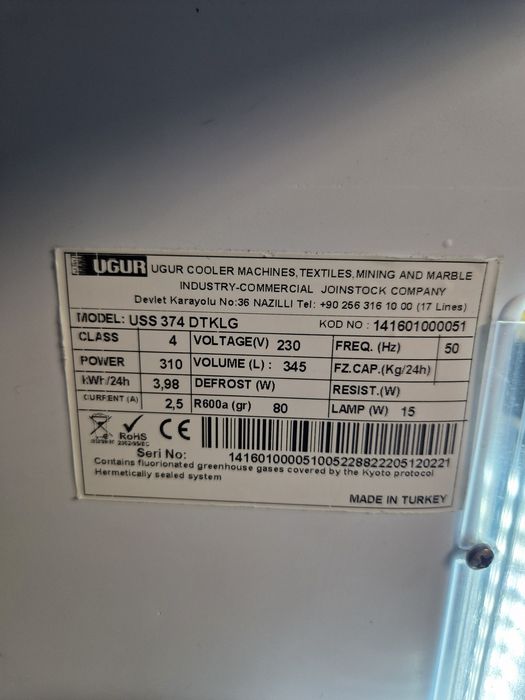 UGUR UGUR COOLER MACHINES, TEXTILES, MINING AND MARBLE
INDUSTRY-COMMERCIAL JOINSTOCK COMPANY
Devlet Karayolu No:36 NAZILLI Tel: +90 256 316 10 00 (17 Lines)
MODEL: USS 374 DTKLG KOD NO : 141601000051
CLASS 4 VOLTAGE(V) 230 FREQ. (Hz) 50
POWER 310 VOLUME (L) : 345 FZ.CAP.(Kg/24h)
kWh/24h 3,98 DEFROST (W) RESIST.(W)
CURRENT (A) 2,5 R600a (gr) 80 LAMP (W) 15
RoHS CE
2002/95/EC
Seri No: 141601000051005228822205120221
Contains fluorionated greenhouse gases covered by the Kyoto protocol
Hermetically sealed system
MADE IN TURKEY